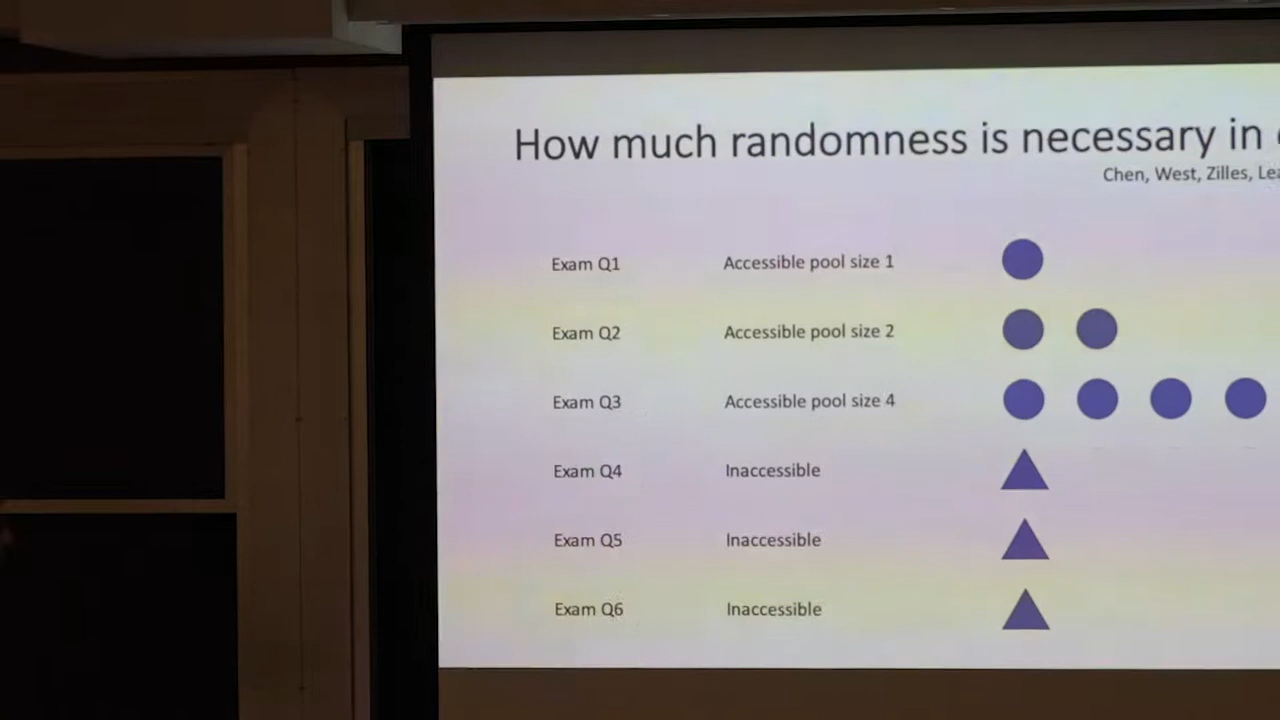 How much randomness is necessary in
Chen, West, Zilles,
Exam Q1 Accessible pool size 1
Exam Q2 Accessible pool size 2
Exam Q3 Accessible pool size 4
Exam Q4 Inaccessible
Exam Q5 Inaccessible
Exam Q6 Inaccessible